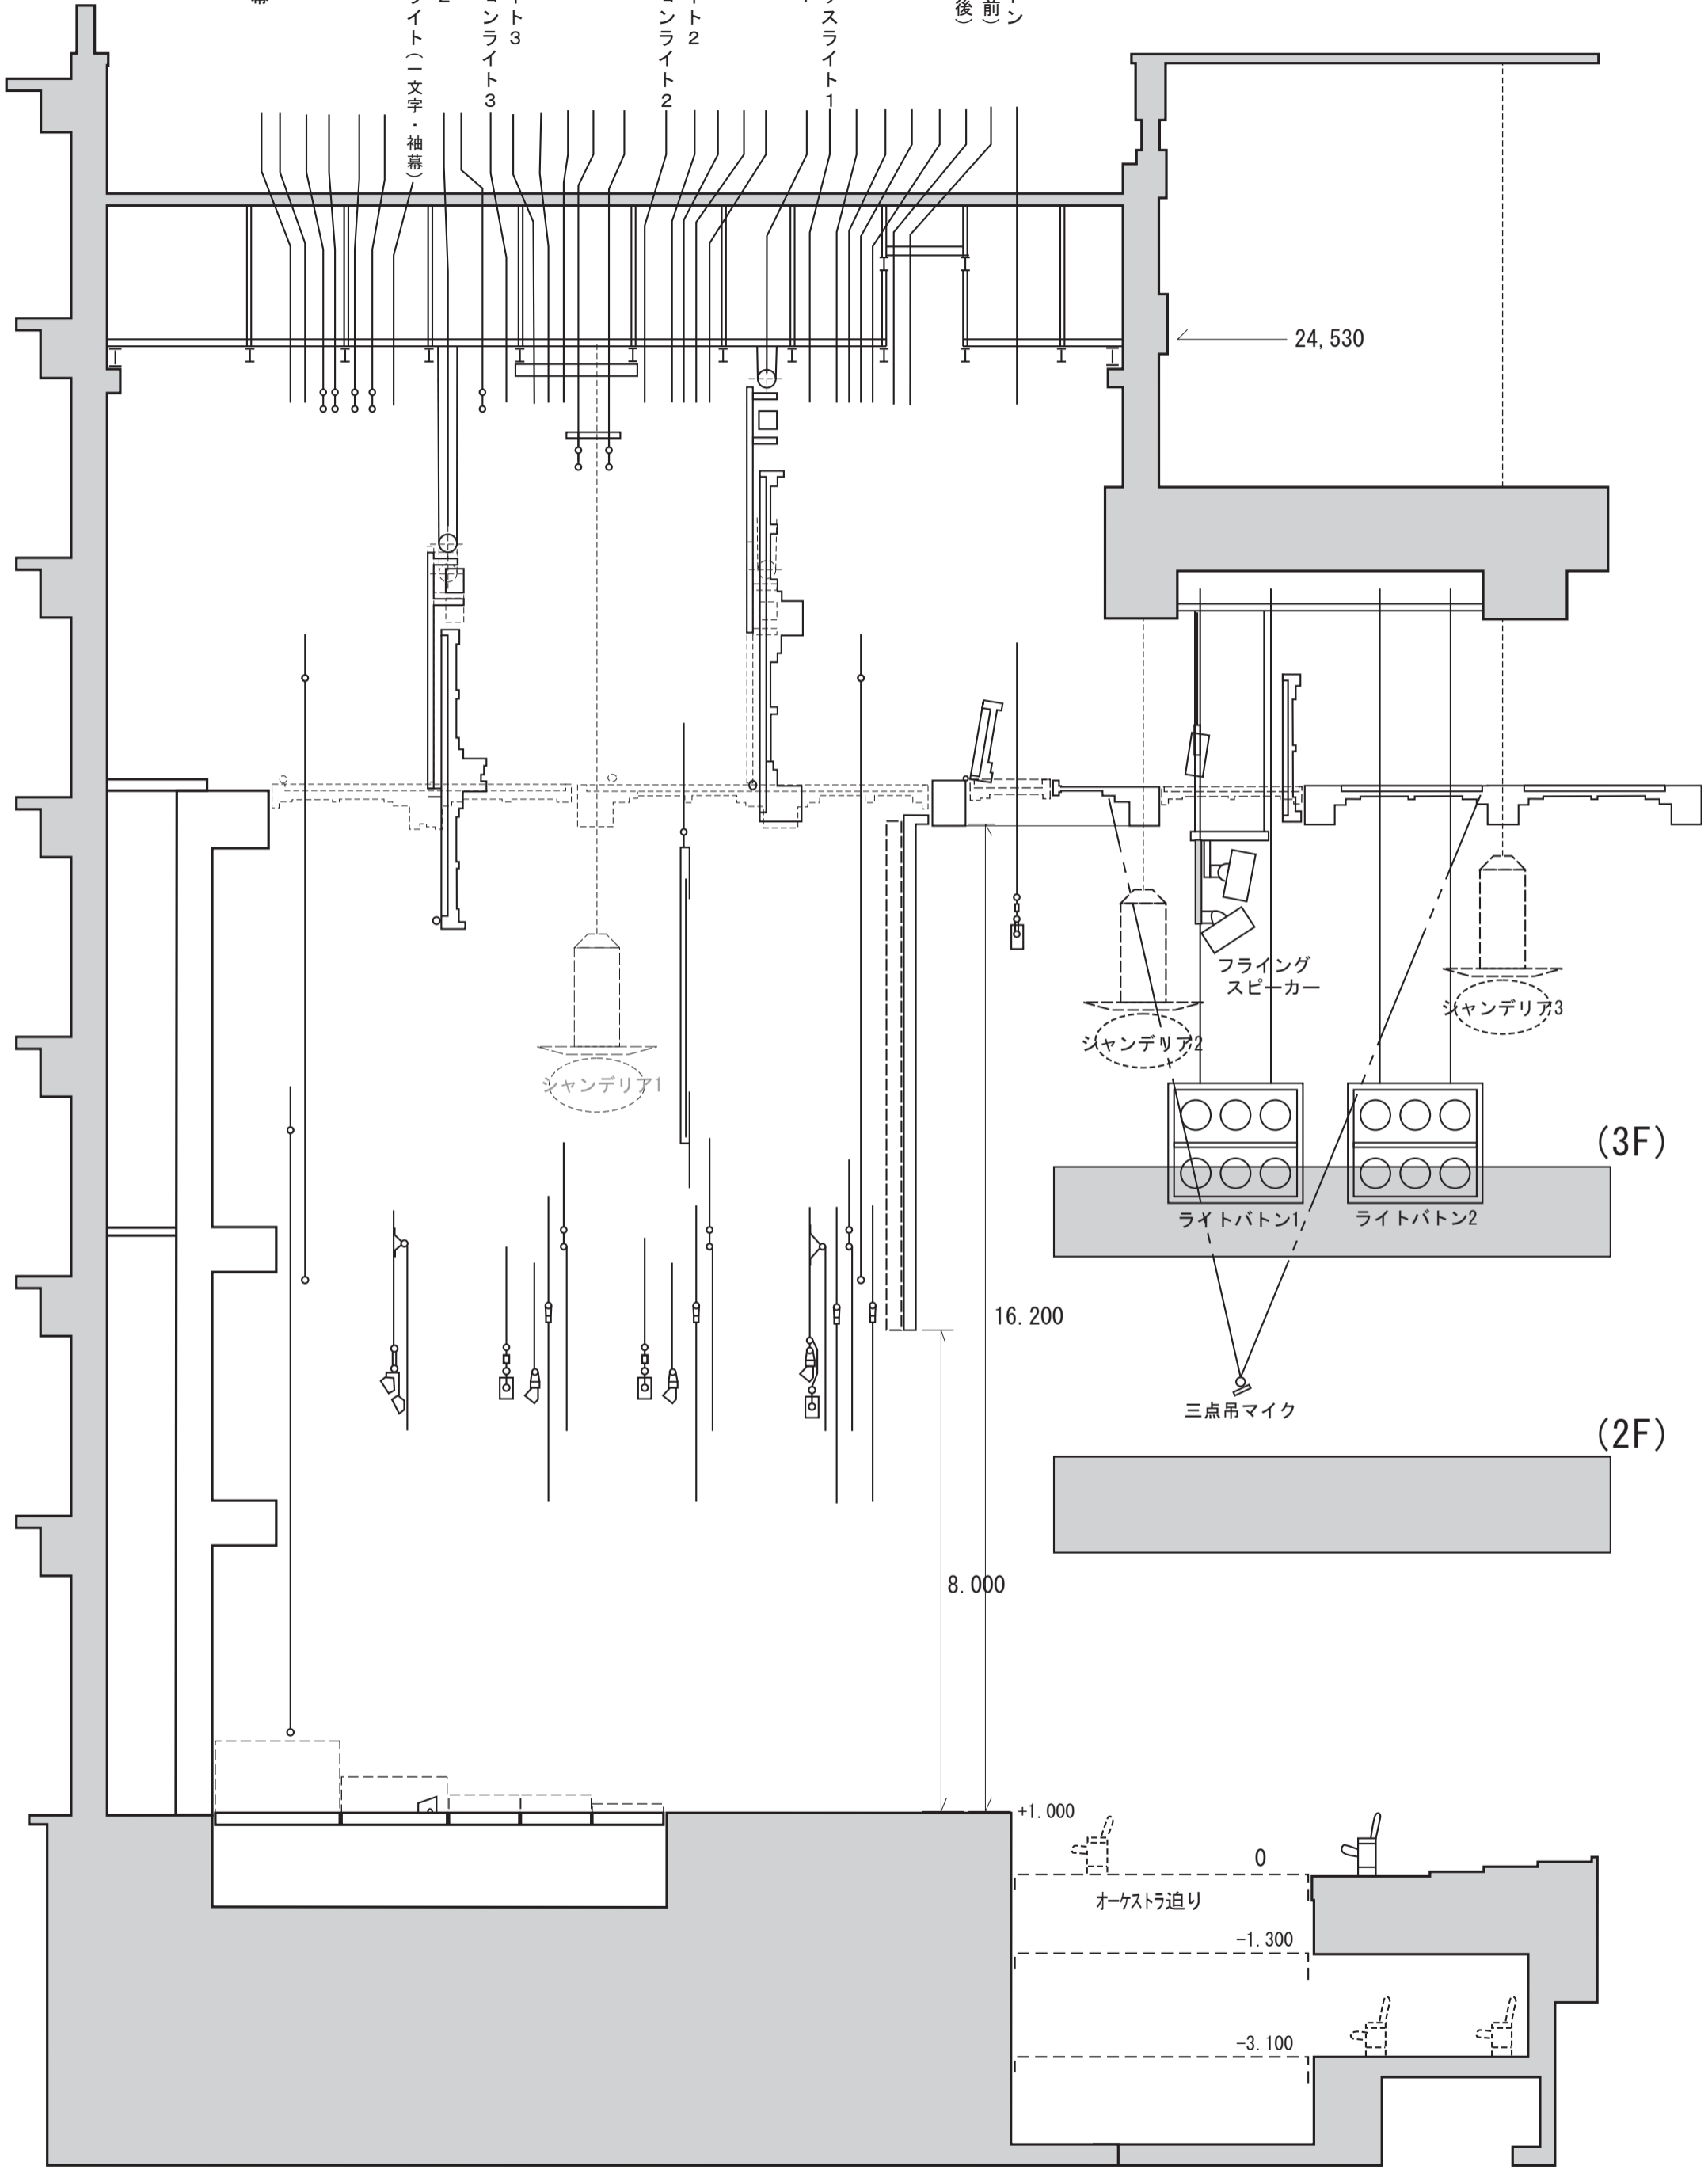 ト3
ンライト3
イト(一文字・袖幕)
ト2
ンライト2
スライト1
ン
前)
後)
24,530
フライング
スピーカー
シャンデリア3
シャンデリア2
シャンデリア1
(3F)
ライトバトン1
ライトバトン2
16.200
三点吊マイク
(2F)
8.000
+1.000
0
オーケストラ迫り
-1.300
-3.100